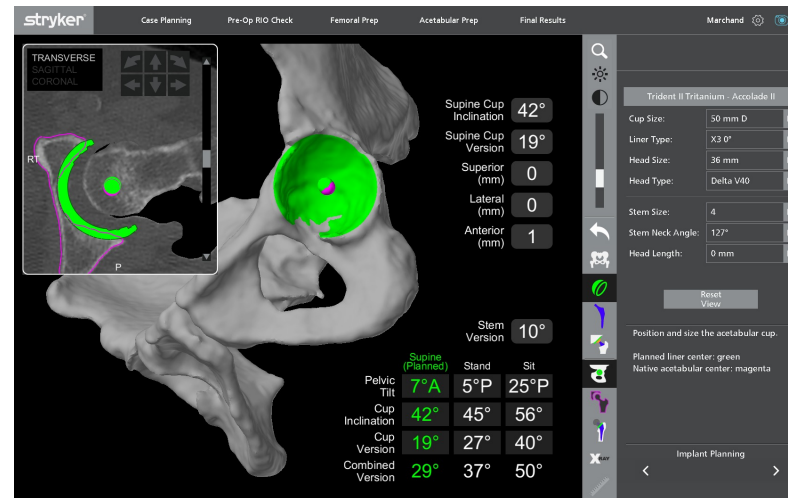 stryker
Case Planning
Pre-Op RIO Check
Femoral Prep
Acetabular Prep
Final Results
Marchand
TRANSVERSE
SAGITTAL
CORONAL
RT
P
Supine Cup
Inclination
42°
Supine Cup
Version
19°
Superior
(mm)
0
Lateral
(mm)
0
Anterior
(mm)
1
Stem
Version
10°
Supine
(Planned)
Stand
Sit
Pelvic
Tilt
7°A
5°P
25°P
Cup
Inclination
42°
45°
56°
Cup
Version
19°
27°
40°
Combined
Version
29°
37°
50°
XRAY
Trident II Tritanium - Accolade II
Cup Size:
50 mm D
Liner Type:
X3 0°
Head Size:
36 mm
Head Type:
Delta V40
Stem Size:
4
Stem Neck Angle:
127°
Head Length:
0 mm
Reset
View
Position and size the acetabular cup.
Planned liner center: green
Native acetabular center: magenta
Implant Planning